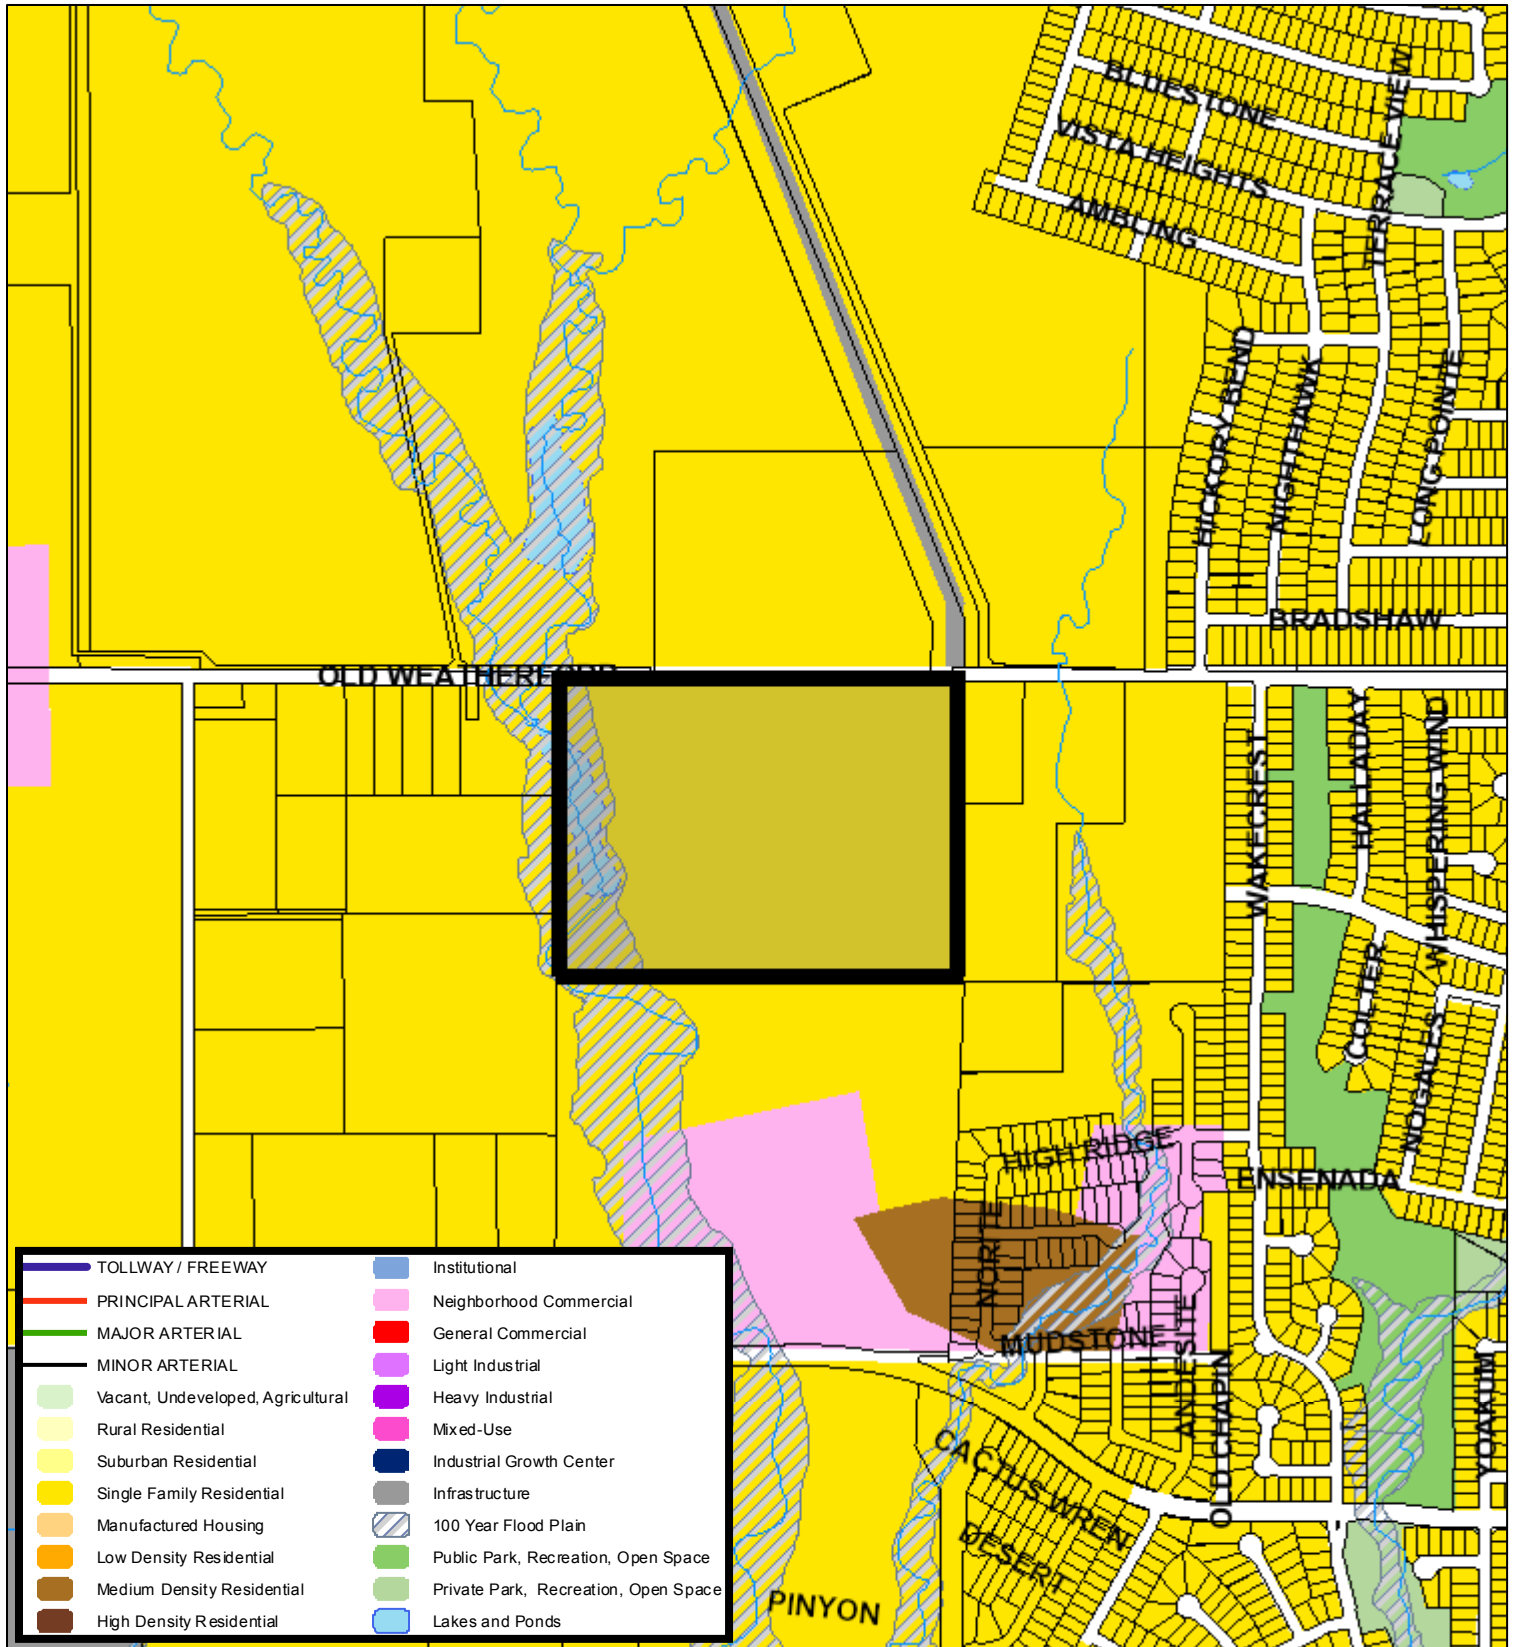 BLUESTONE
TERRACE VIEW
VISTA HEIGHTS
AMBLING
HICKORY BEND
NIGHTHAWK
LONG POINTE
BRADSHAW
OLD WEATHERFORD
WAKECREST
HALLADAY
WHISPERING WIND
COLTER
NOGALES
HIGH RIDGE
ENSENADA
NORITE
MUDSTONE
ANDESITE
OLD CHAPIN
YOAKUM
CACTUS WREN
DESERT
PINYON
TOLLWAY / FREEWAY
PRINCIPAL ARTERIAL
MAJOR ARTERIAL
MINOR ARTERIAL
Vacant, Undeveloped, Agricultural
Rural Residential
Suburban Residential
Single Family Residential
Manufactured Housing
Low Density Residential
Medium Density Residential
High Density Residential
Institutional
Neighborhood Commercial
General Commercial
Light Industrial
Heavy Industrial
Mixed-Use
Industrial Growth Center
Infrastructure
100 Year Flood Plain
Public Park, Recreation, Open Space
Private Park, Recreation, Open Space
Lakes and Ponds